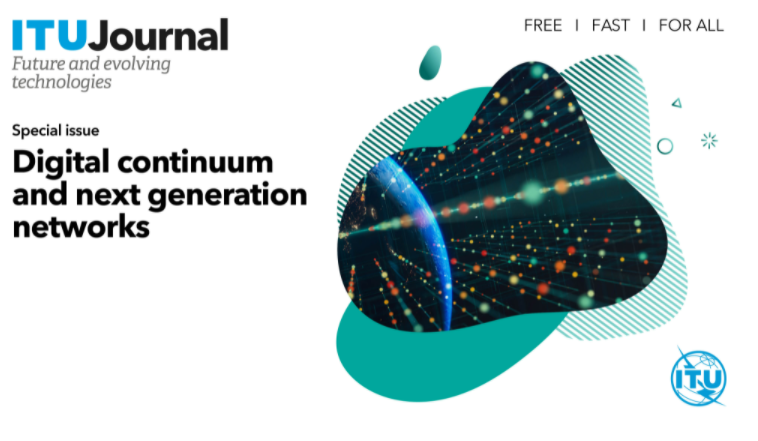 ITUJournal
Future and evolving
technologies
FREE I FAST I FOR ALL
Special issue
Digital continuum
and next generation
networks
ITU